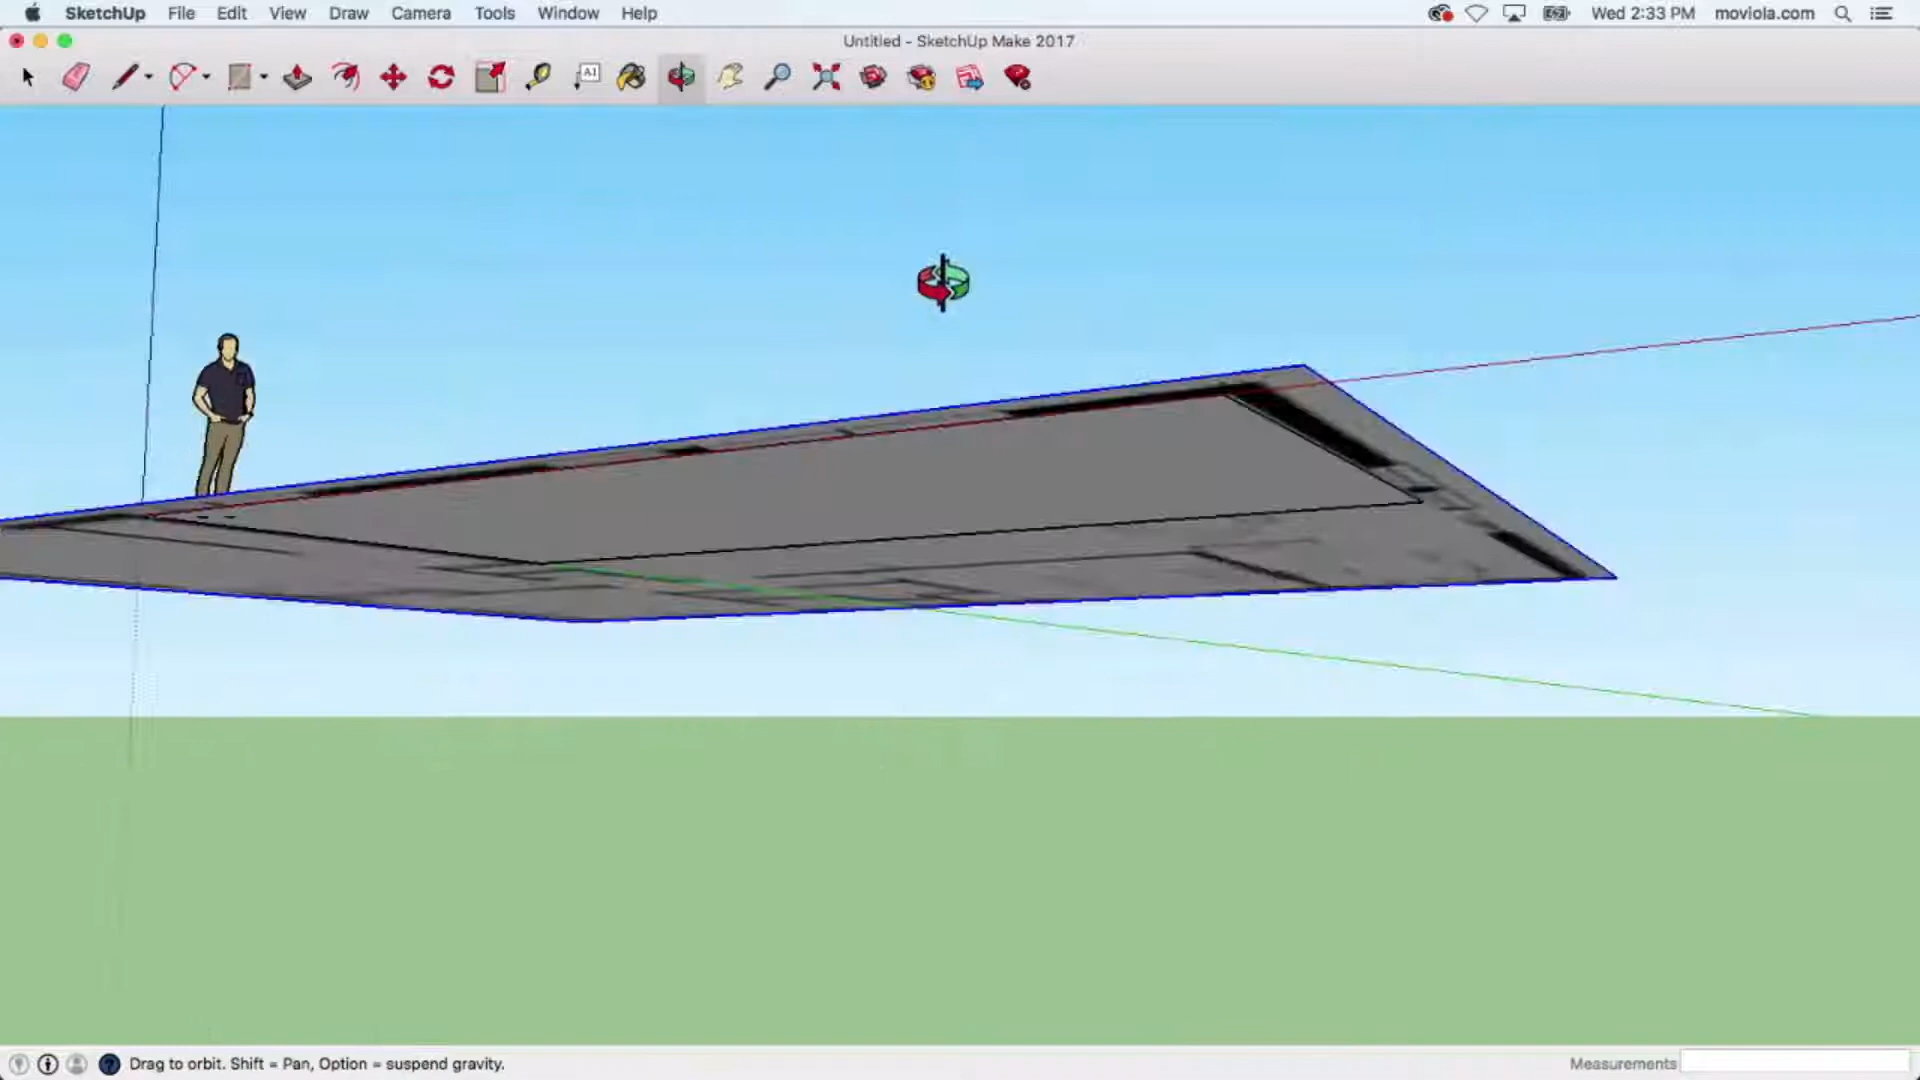 SketchUp File Edit View Draw Camera Tools Window Help Wed 2:33 PM moviola.com
Untitled - SketchUp Make 2017
A1
Drag to orbit. Shift = Pan, Option = suspend gravity. Measurements